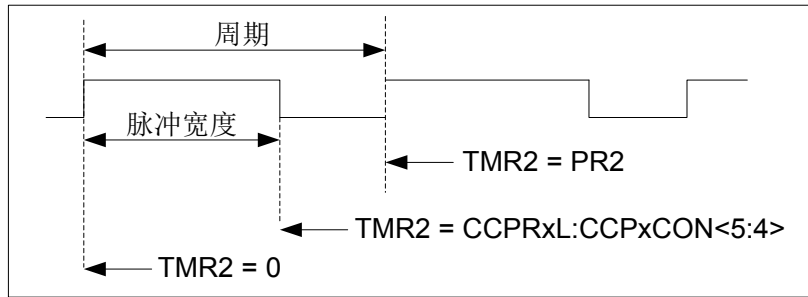 周期
脉冲宽度
TMR2 = PR2
TMR2 = CCPRxL:CCPxCON<5:4>
TMR2 = 0